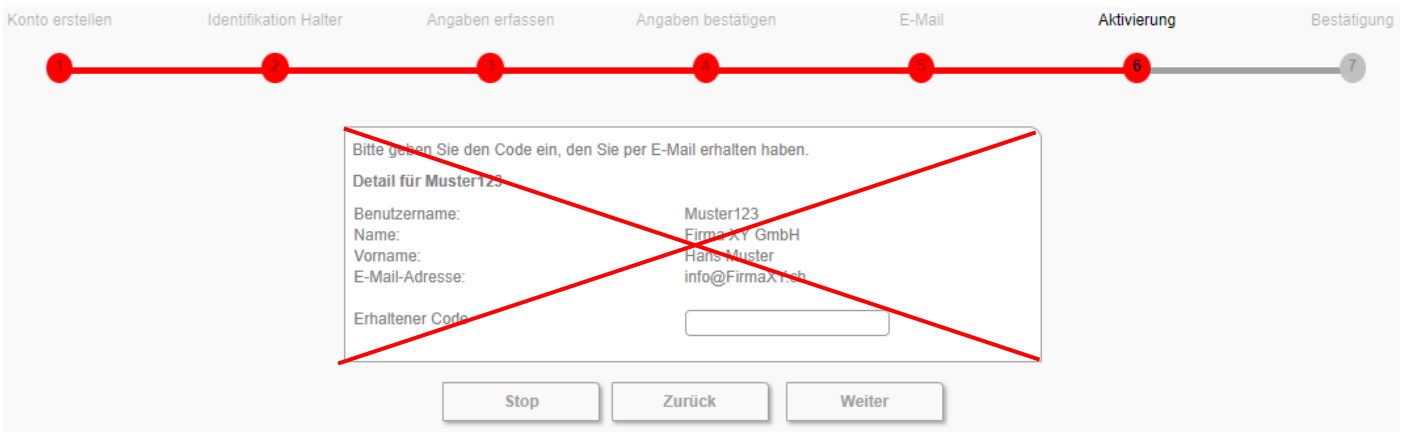 Konto erstellen Identifikation Halter Angaben erfassen Angaben bestätigen E-Mail Aktivierung Bestätigung
1 2 3 4 5 6 7
Bitte geben Sie den Code ein, den Sie per E-Mail erhalten haben.
Detail für Muster123
Benutzername: Muster123
Name: Firma XY GmbH
Vorname: Hans Muster
E-Mail-Adresse: info@FirmaXY.ch
Erhaltener Code
Stop Zurück Weiter